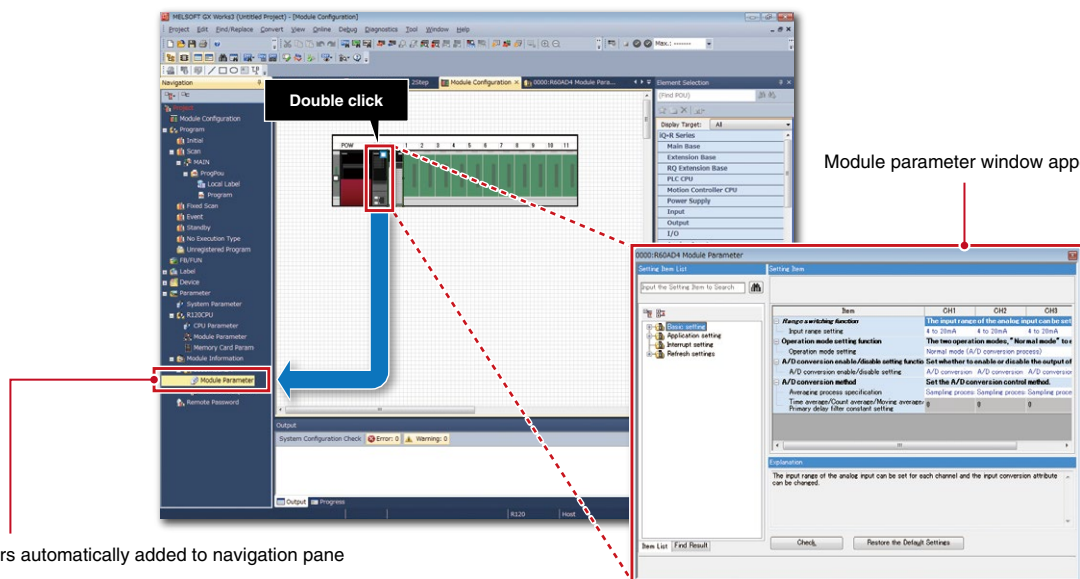 MELSOFT GX Works3 (Untitled Project) - [Module Configuration]
Project Edit Find/Replace Convert View Online Debug Diagnostics Tool Window Help
Max.: -------
Navigation
2Step
Module Configuration
0000:R60AD4 Module Para...
Element Selection
Double click
(Find POU)
Display Target: All
Project
Module Configuration
Program
Initial
Scan
MAIN
ProgPou
Local Label
Program
Fixed Scan
Event
Standby
No Execution Type
Unregistered Program
FB/FUN
Label
Device
Parameter
System Parameter
R120CPU
CPU Parameter
Module Parameter
Memory Card Param
Module Information
Module Parameter
Remote Password
POW 1 2 3 4 5 6 7 8 9 10 11
iQ-R Series
Main Base
Extension Base
RQ Extension Base
PLC CPU
Motion Controller CPU
Power Supply
Input
Output
I/O
Module parameter window app
Output
System Configuration Check Error: 0 Warning: 0
Output Progress
R120 Host
rs automatically added to navigation pane
0000:R60AD4 Module Parameter
Setting Item List
Setting Item
Input the Setting Item to Search
Basic setting
Application setting
Interrupt setting
Refresh settings
Item CH1 CH2 CH3
Range switching function The input range of the analog input can be set
Input range setting 4 to 20mA 4 to 20mA 4 to 20mA
Operation mode setting function The two operation modes, "Normal mode" to e
Operation mode setting Normal mode (A/D conversion process)
A/D conversion enable/disable setting functio Set whether to enable or disable the output of
A/D conversion enable/disable setting A/D conversion A/D conversion A/D conversion
A/D conversion method Set the A/D conversion control method.
Averaging process specification Sampling proces Sampling proces Sampling proce
Time average/Count average/Moving average/ 0 0 0
Primary delay filter constant setting
Explanation
The input range of the analog input can be set for each channel and the input conversion attribute
can be changed.
Item List Find Result
Check Restore the Default Settings